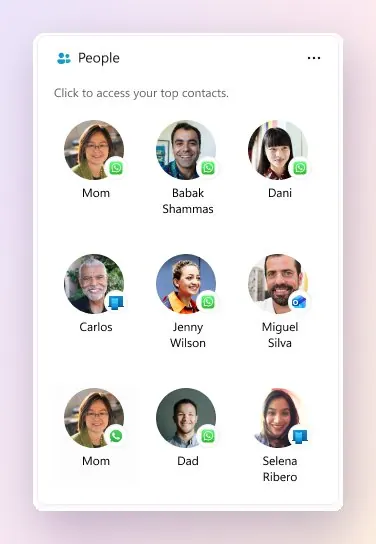 People
Click to access your top contacts.
Mom
Babak
Shammas
Dani
Carlos
Jenny
Wilson
Miguel
Silva
Mom
Dad
Selena
Ribero